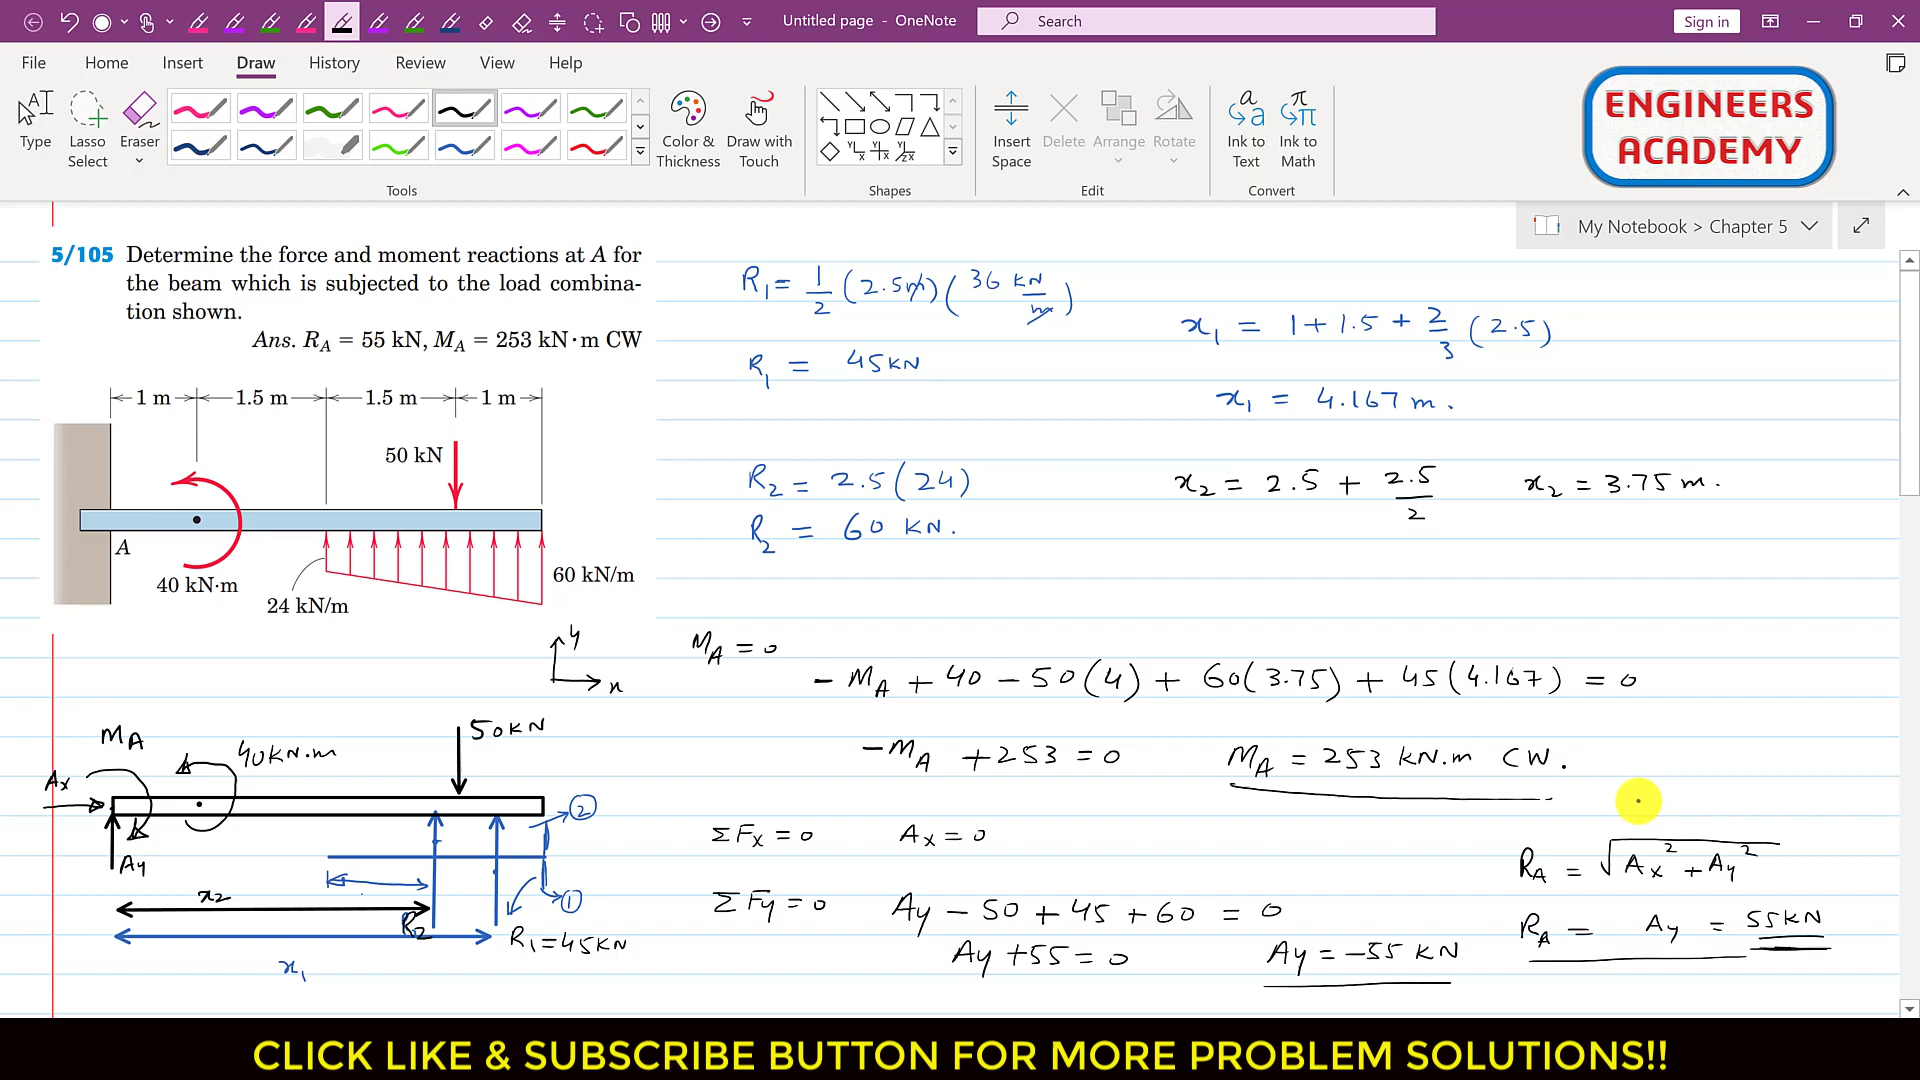 Untitled page - OneNote
Search
Sign in
File Home Insert Draw History Review View Help
Type
Lasso Select
Eraser
Color & Thickness
Draw with Touch
Insert Space
Delete
Arrange
Rotate
Ink to Text
Ink to Math
Tools
Shapes
Edit
Convert
ENGINEERS
ACADEMY
My Notebook > Chapter 5
5/105 Determine the force and moment reactions at A for
the beam which is subjected to the load combina-
tion shown.
Ans. R_A = 55 kN, M_A = 253 kN·m CW
1 m 1.5 m 1.5 m 1 m
50 kN
A
40 kN·m
24 kN/m
60 kN/m
y
x
M_A
40KN.m
50KN
Ax
Ay
②
①
x2
R2
R1=45KN
x1
R1 = 1/2 (2.5m)(36 KN/m)
R1 = 45KN
x1 = 1+1.5+ 2/3 (2.5)
x1 = 4.167 m.
R2 = 2.5(24)
R2 = 60 KN.
x2 = 2.5 + 2.5/2
x2 = 3.75 m.
M_A = 0
- M_A + 40 - 50(4) + 60(3.75) + 45(4.167) = 0
-M_A +253 = 0
M_A = 253 KN.m CW.
ΣFx = 0 Ax = 0
ΣFy = 0 Ay - 50 + 45 + 60 = 0
Ay +55 = 0 Ay = -55 KN
R_A = √Ax² + Ay²
R_A = Ay = 55KN
CLICK LIKE & SUBSCRIBE BUTTON FOR MORE PROBLEM SOLUTIONS!!